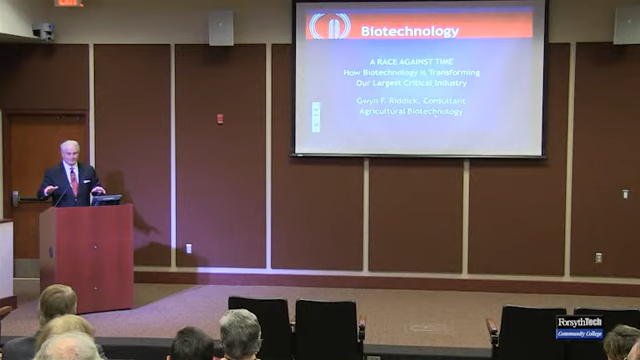 EXIT
Biotechnology
A RACE AGAINST TIME
How Biotechnology is Transforming
Our Largest Critical Industry
Gwyn F. Riddick, Consultant
Agricultural Biotechnology
ForsythTech
Community College